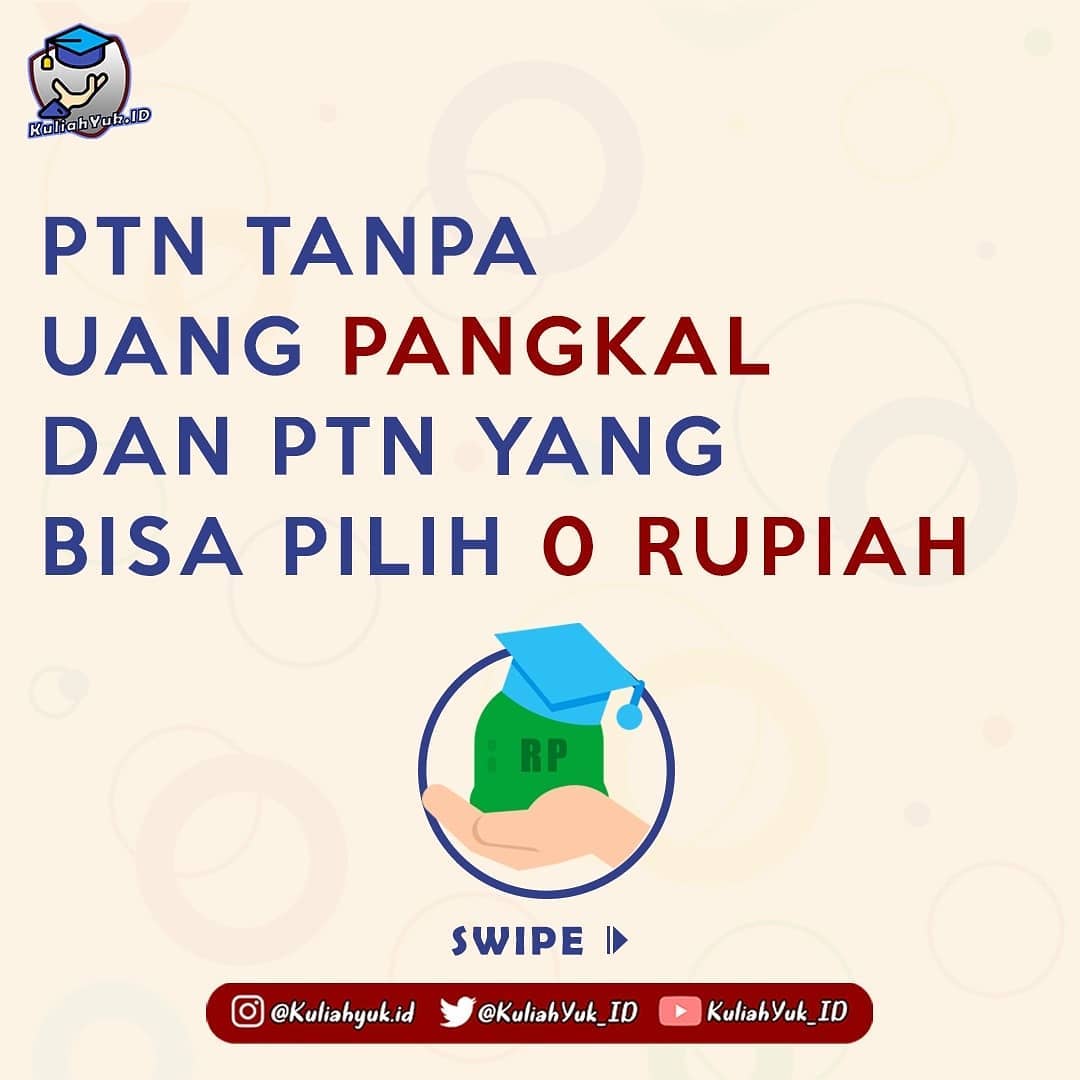 KuliahYuk.ID
PTN TANPA
UANG PANGKAL
DAN PTN YANG
BISA PILIH 0 RUPIAH
RP
SWIPE
@Kuliahyuk.id @KuliahYuk_ID KuliahYuk_ID